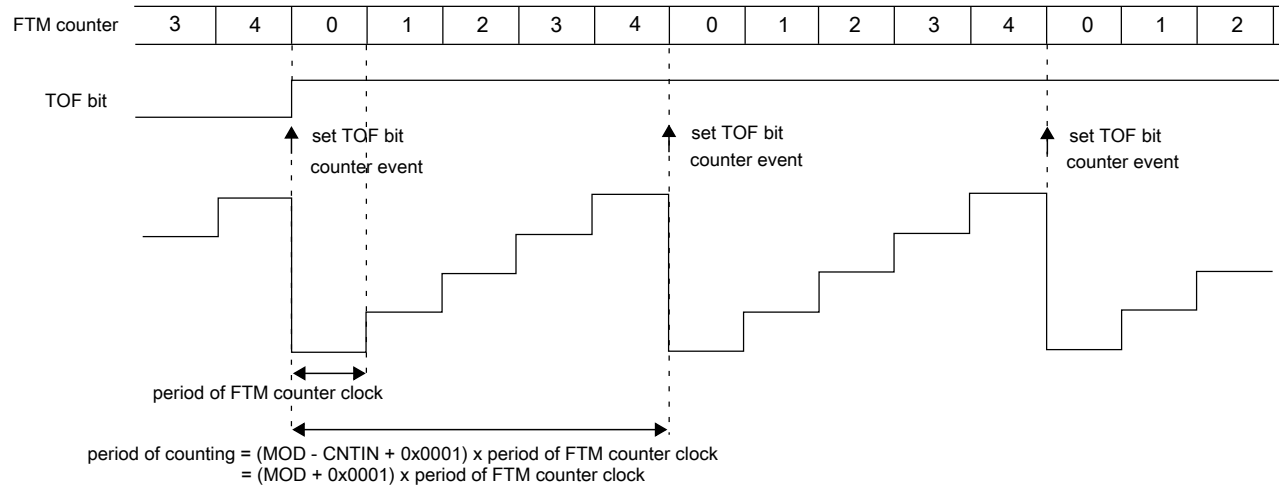 FTM counter 3 4 0 1 2 3 4 0 1 2 3 4 0 1 2
TOF bit
set TOF bit set TOF bit set TOF bit
counter event counter event counter event
period of FTM counter clock
period of counting = (MOD - CNTIN + 0x0001) x period of FTM counter clock
= (MOD + 0x0001) x period of FTM counter clock